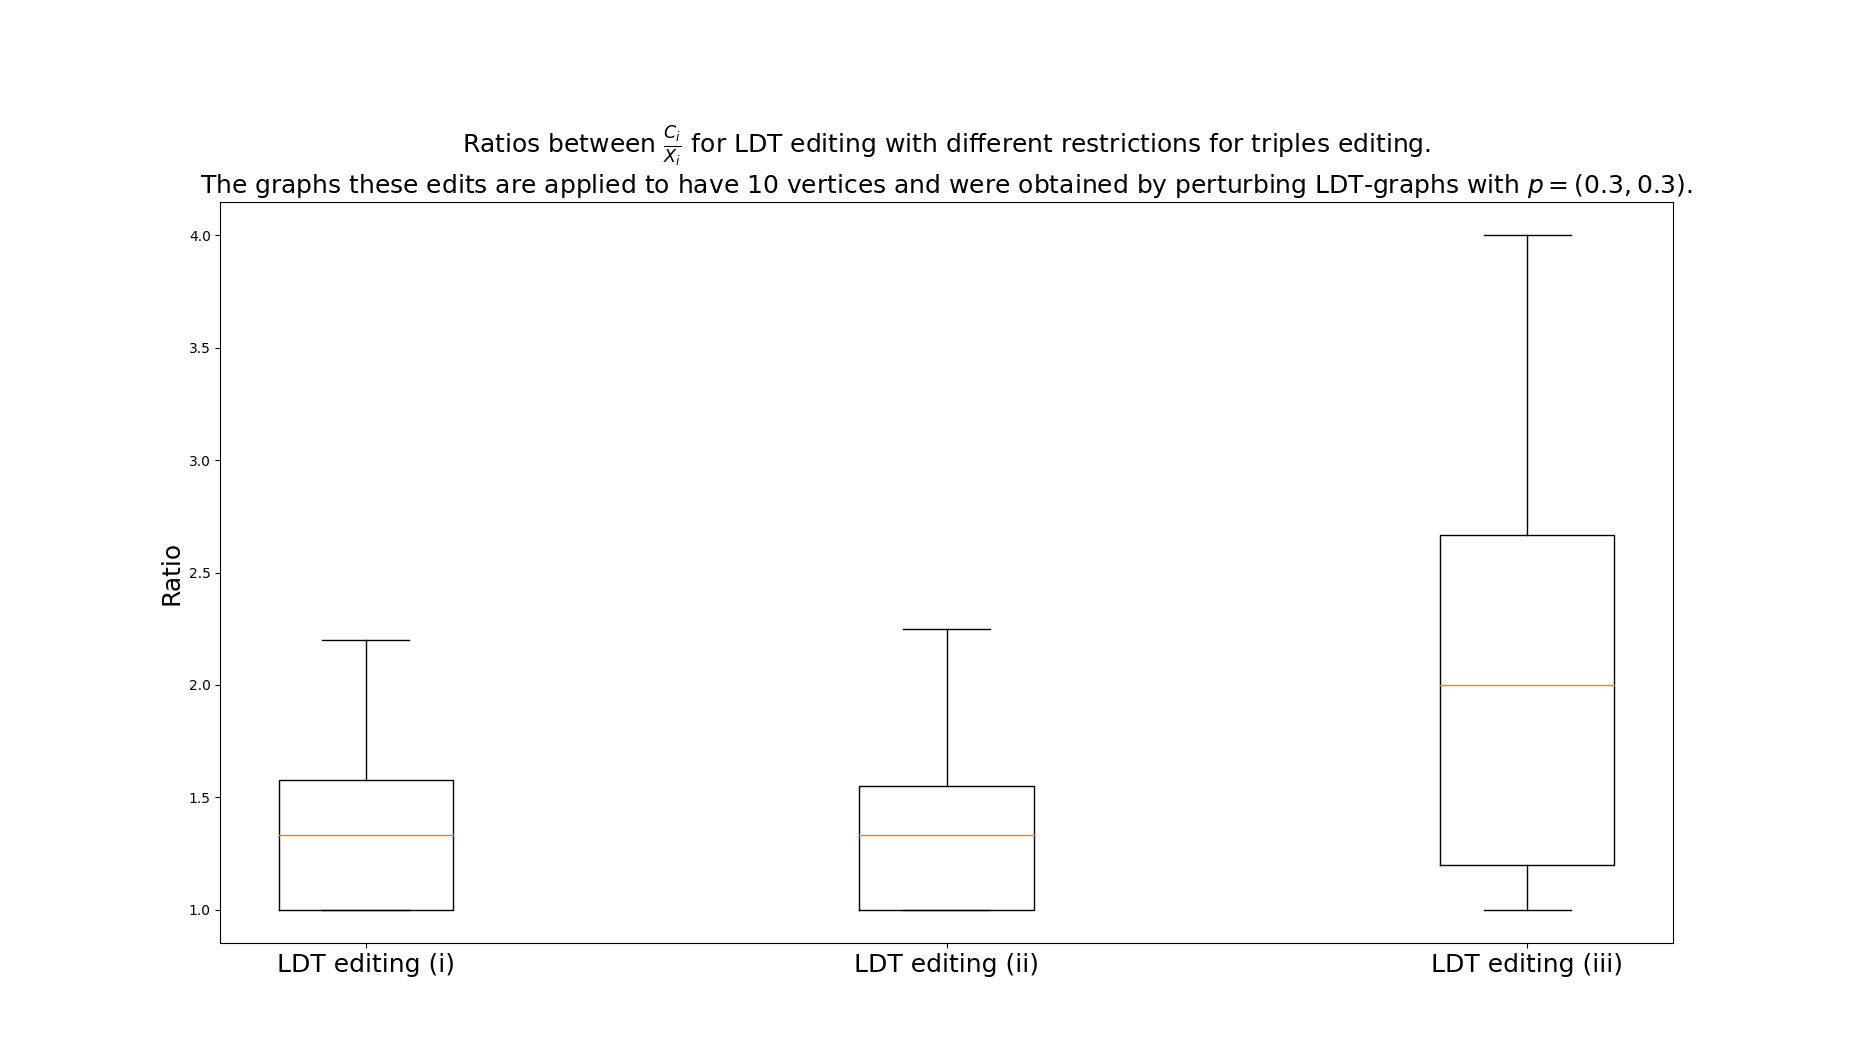 Ratios between $\frac{C_i}{X_i}$ for LDT editing with different restrictions for triples editing.
The graphs these edits are applied to have 10 vertices and were obtained by perturbing LDT-graphs with $p = (0.3, 0.3)$.
4.0
3.5
3.0
2.5
2.0
1.5
1.0
Ratio
LDT editing (i)
LDT editing (ii)
LDT editing (iii)